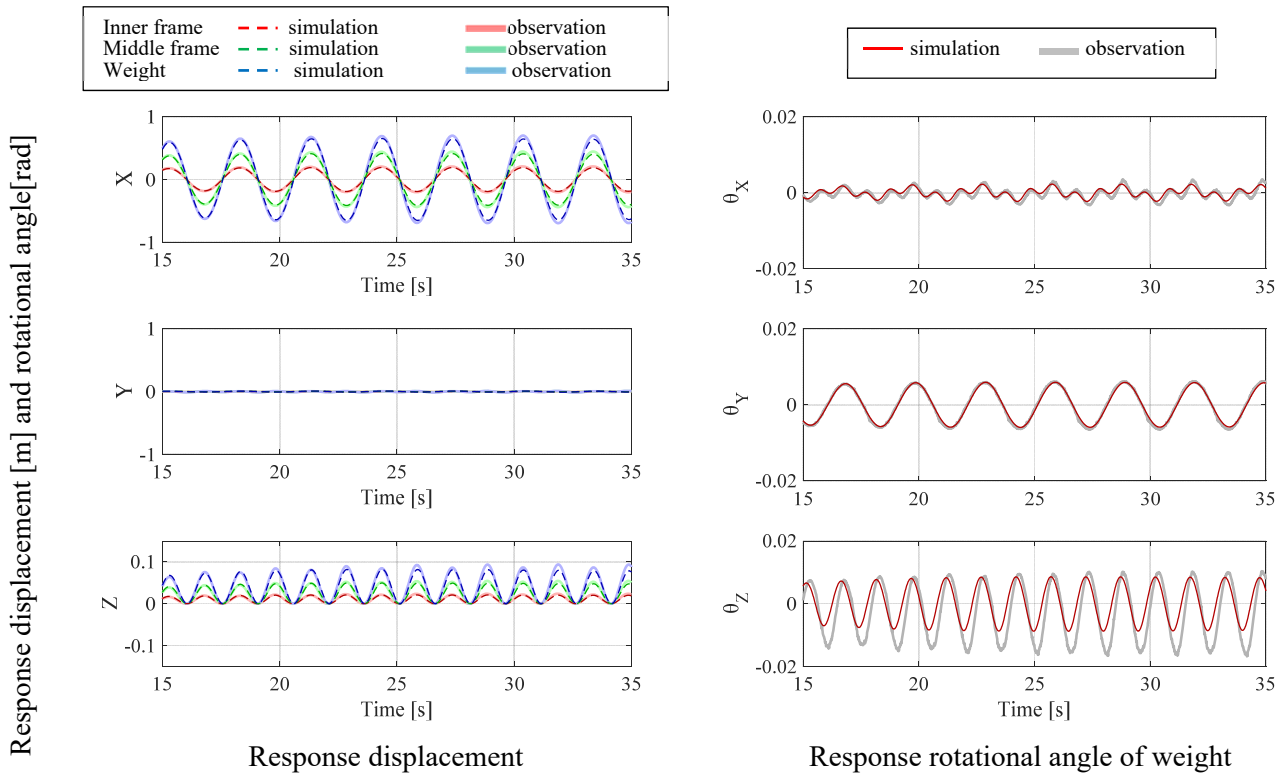 Inner frame simulation observation
Middle frame simulation observation
Weight simulation observation
simulation observation
Response displacement [m] and rotational angle[rad]
1
X 0
-1
15 20 25 30 35
Time [s]
0.02
θX 0
-0.02
15 20 25 30 35
Time [s]
1
Y 0
-1
15 20 25 30 35
Time [s]
0.02
θY 0
-0.02
15 20 25 30 35
Time [s]
0.1
Z 0
-0.1
15 20 25 30 35
Time [s]
0.02
θZ 0
-0.02
15 20 25 30 35
Time [s]
Response displacement
Response rotational angle of weight